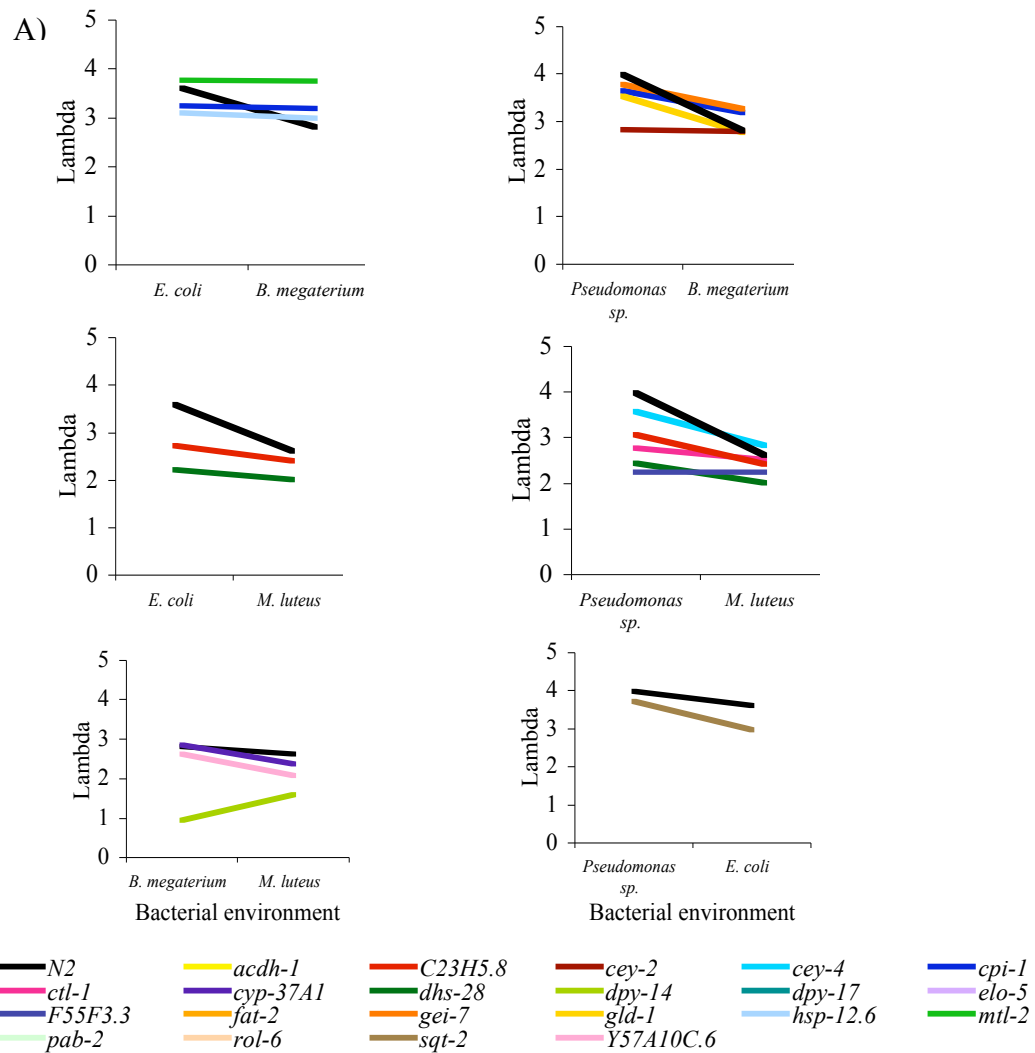 A)
5
4
3
2
1
0
Lambda
E. coli B. megaterium
5
4
3
2
1
0
Lambda
Pseudomonas B. megaterium
sp.
5
4
3
2
1
0
Lambda
E. coli M. luteus
5
4
3
2
1
0
Lambda
Pseudomonas M. luteus
sp.
5
4
3
2
1
0
Lambda
B. megaterium M. luteus
Bacterial environment
5
4
3
2
1
0
Lambda
Pseudomonas E. coli
sp.
Bacterial environment
N2 acdh-1 C23H5.8 cey-2 cey-4 cpi-1
ctl-1 cyp-37A1 dhs-28 dpy-14 dpy-17 elo-5
F55F3.3 fat-2 gei-7 gld-1 hsp-12.6 mtl-2
pab-2 rol-6 sqt-2 Y57A10C.6